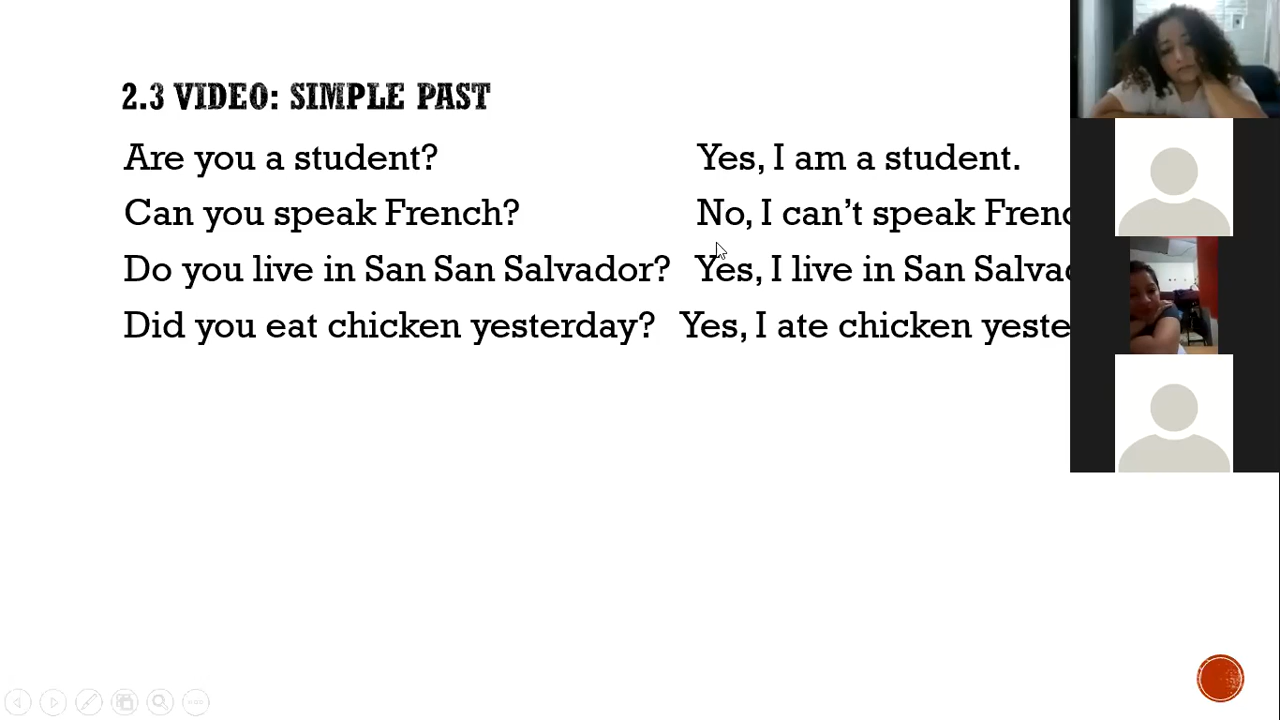 2.3 VIDEO: SIMPLE PAST
Are you a student? Yes, I am a student.
Can you speak French? No, I can't speak
Do you live in San San Salvador? Yes, I live in San
Did you eat chicken yesterday? Yes, I ate chicken